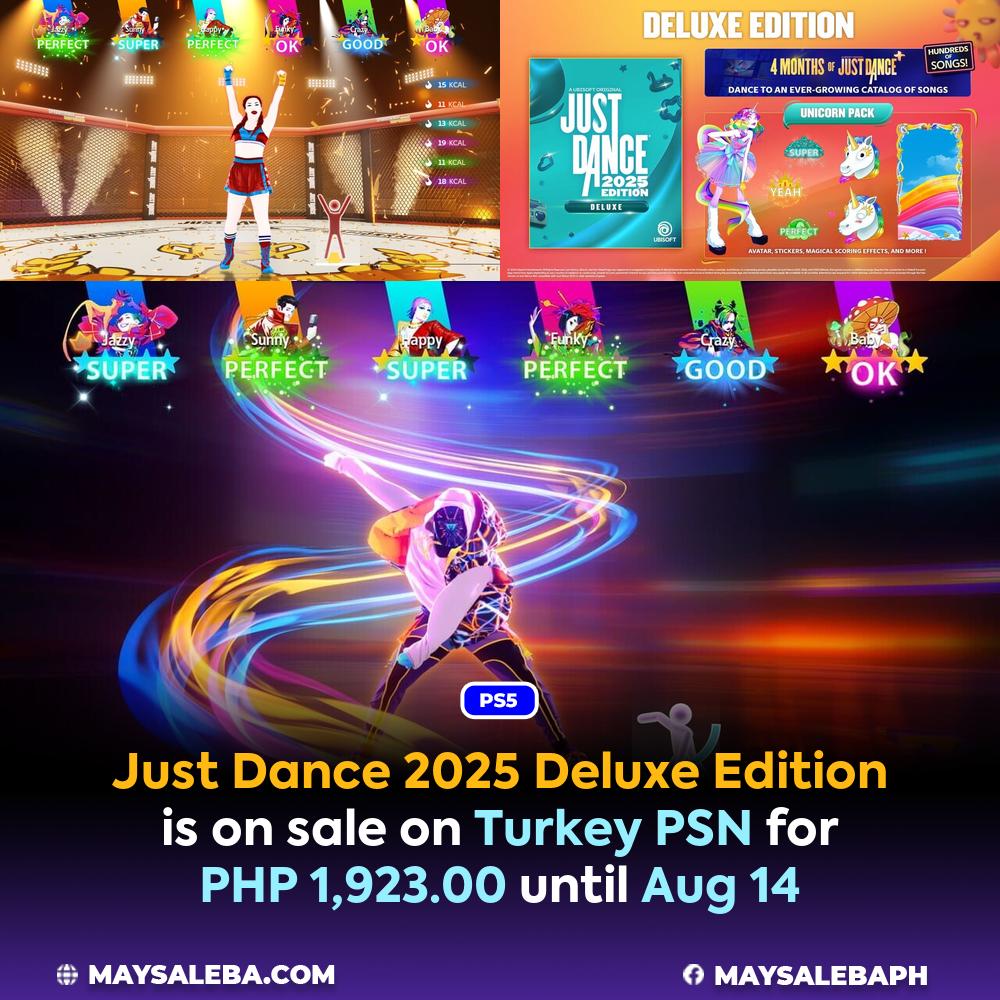 Jazzy
Sunny
Happy
Funky
Crazy
Baby
PERFECT
SUPER
PERFECT
OK
GOOD
OK
15 KCAL
11 KCAL
13 KCAL
19 KCAL
11 KCAL
18 KCAL
DELUXE EDITION
4 MONTHS OF JUST DANCE+
HUNDREDS OF SONGS!
DANCE TO AN EVER-GROWING CATALOG OF SONGS
A UBISOFT ORIGINAL
JUST
DANCE
2025
EDITION
DELUXE
UBISOFT
UNICORN PACK
SUPER
YEAH
PERFECT
AVATAR, STICKERS, MAGICAL SCORING EFFECTS, AND MORE!
Jazzy
Sunny
Happy
Funky
Crazy
Baby
SUPER
PERFECT
SUPER
PERFECT
GOOD
OK
PS5
Just Dance 2025 Deluxe Edition
is on sale on Turkey PSN for
PHP 1,923.00 until Aug 14
MAYSALEBA.COM
MAYSALEBAPH